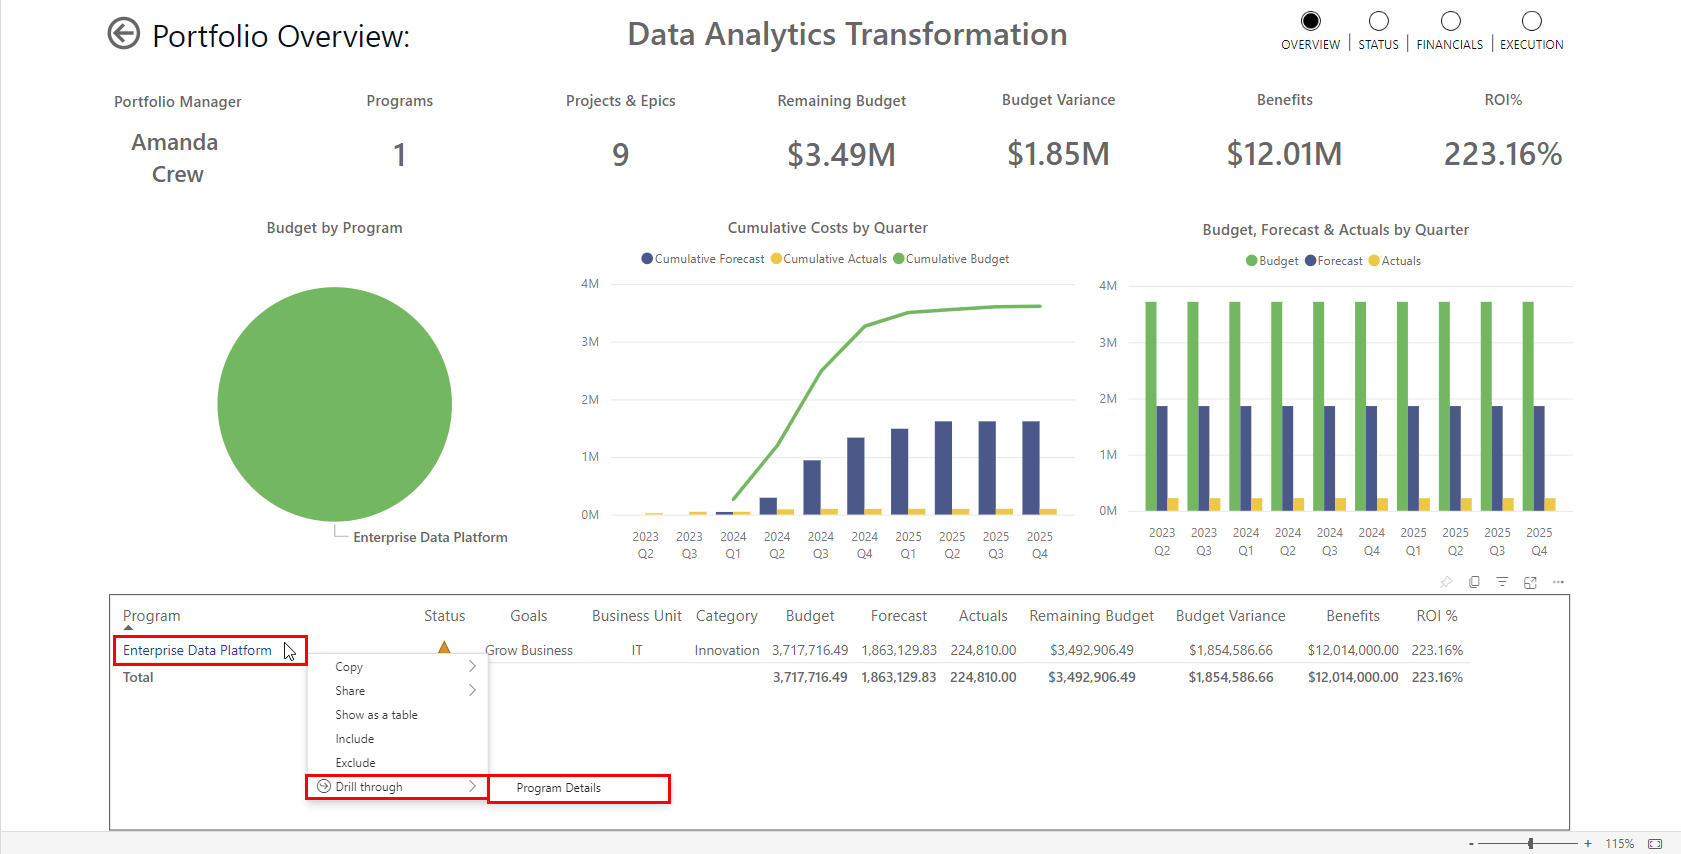 Portfolio Overview:
Data Analytics Transformation
OVERVIEW
STATUS
FINANCIALS
EXECUTION
Portfolio Manager
Amanda
Crew
Programs
1
Projects & Epics
9
Remaining Budget
$3.49M
Budget Variance
$1.85M
Benefits
$12.01M
ROI%
223.16%
Budget by Program
Enterprise Data Platform
Cumulative Costs by Quarter
Cumulative Forecast Cumulative Actuals Cumulative Budget
4M
3M
2M
1M
0M
2023 2023 2024 2024 2024 2024 2025 2025 2025 2025
Q2 Q3 Q1 Q2 Q3 Q4 Q1 Q2 Q3 Q4
Budget, Forecast & Actuals by Quarter
Budget Forecast Actuals
4M
3M
2M
1M
0M
2023 2023 2024 2024 2024 2024 2025 2025 2025 2025
Q2 Q3 Q1 Q2 Q3 Q4 Q1 Q2 Q3 Q4
Program Status Goals Business Unit Category Budget Forecast Actuals Remaining Budget Budget Variance Benefits ROI %
Enterprise Data Platform Grow Business IT Innovation 3,717,716.49 1,863,129.83 224,810.00 $3,492,906.49 $1,854,586.66 $12,014,000.00 223.16%
Total 3,717,716.49 1,863,129.83 224,810.00 $3,492,906.49 $1,854,586.66 $12,014,000.00 223.16%
Copy
Share
Show as a table
Include
Exclude
Drill through
Program Details
- + 115%